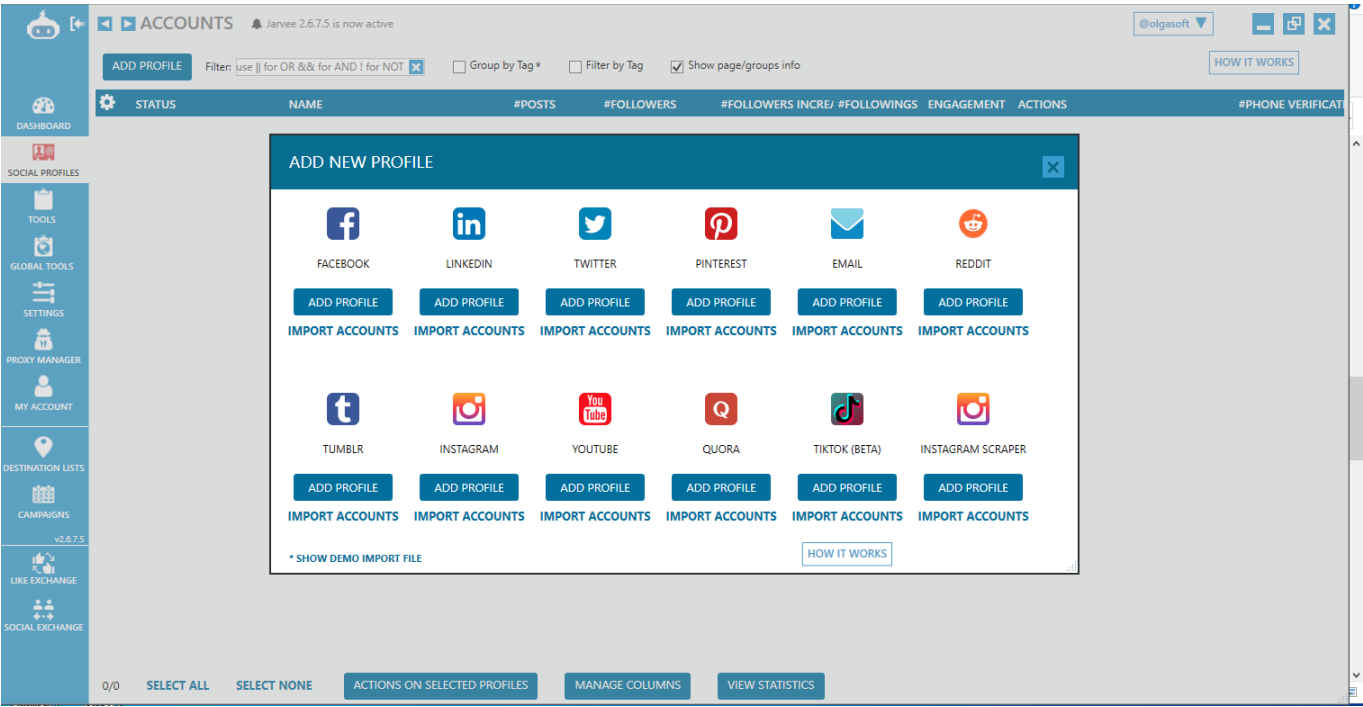 ACCOUNTS
Jarvee 2.6.7.5 is now active
@olgasoft
ADD PROFILE
Filter:
use || for OR && for AND ! for NOT
Group by Tag *
Filter by Tag
Show page/groups info
HOW IT WORKS
STATUS NAME #POSTS #FOLLOWERS #FOLLOWERS INCRE/ #FOLLOWINGS ENGAGEMENT ACTIONS #PHONE VERIFICATI
DASHBOARD
SOCIAL PROFILES
TOOLS
GLOBAL TOOLS
SETTINGS
PROXY MANAGER
MY ACCOUNT
DESTINATION LISTS
CAMPAIGNS
v2.6.7.5
LIKE EXCHANGE
SOCIAL EXCHANGE
ADD NEW PROFILE
f in t
FACEBOOK LINKEDIN TWITTER PINTEREST EMAIL REDDIT
ADD PROFILE ADD PROFILE ADD PROFILE ADD PROFILE ADD PROFILE ADD PROFILE
IMPORT ACCOUNTS IMPORT ACCOUNTS IMPORT ACCOUNTS IMPORT ACCOUNTS IMPORT ACCOUNTS IMPORT ACCOUNTS
You
Tube
Q
TUMBLR INSTAGRAM YOUTUBE QUORA TIKTOK (BETA) INSTAGRAM SCRAPER
ADD PROFILE ADD PROFILE ADD PROFILE ADD PROFILE ADD PROFILE ADD PROFILE
IMPORT ACCOUNTS IMPORT ACCOUNTS IMPORT ACCOUNTS IMPORT ACCOUNTS IMPORT ACCOUNTS IMPORT ACCOUNTS
* SHOW DEMO IMPORT FILE
HOW IT WORKS
0/0 SELECT ALL SELECT NONE ACTIONS ON SELECTED PROFILES MANAGE COLUMNS VIEW STATISTICS